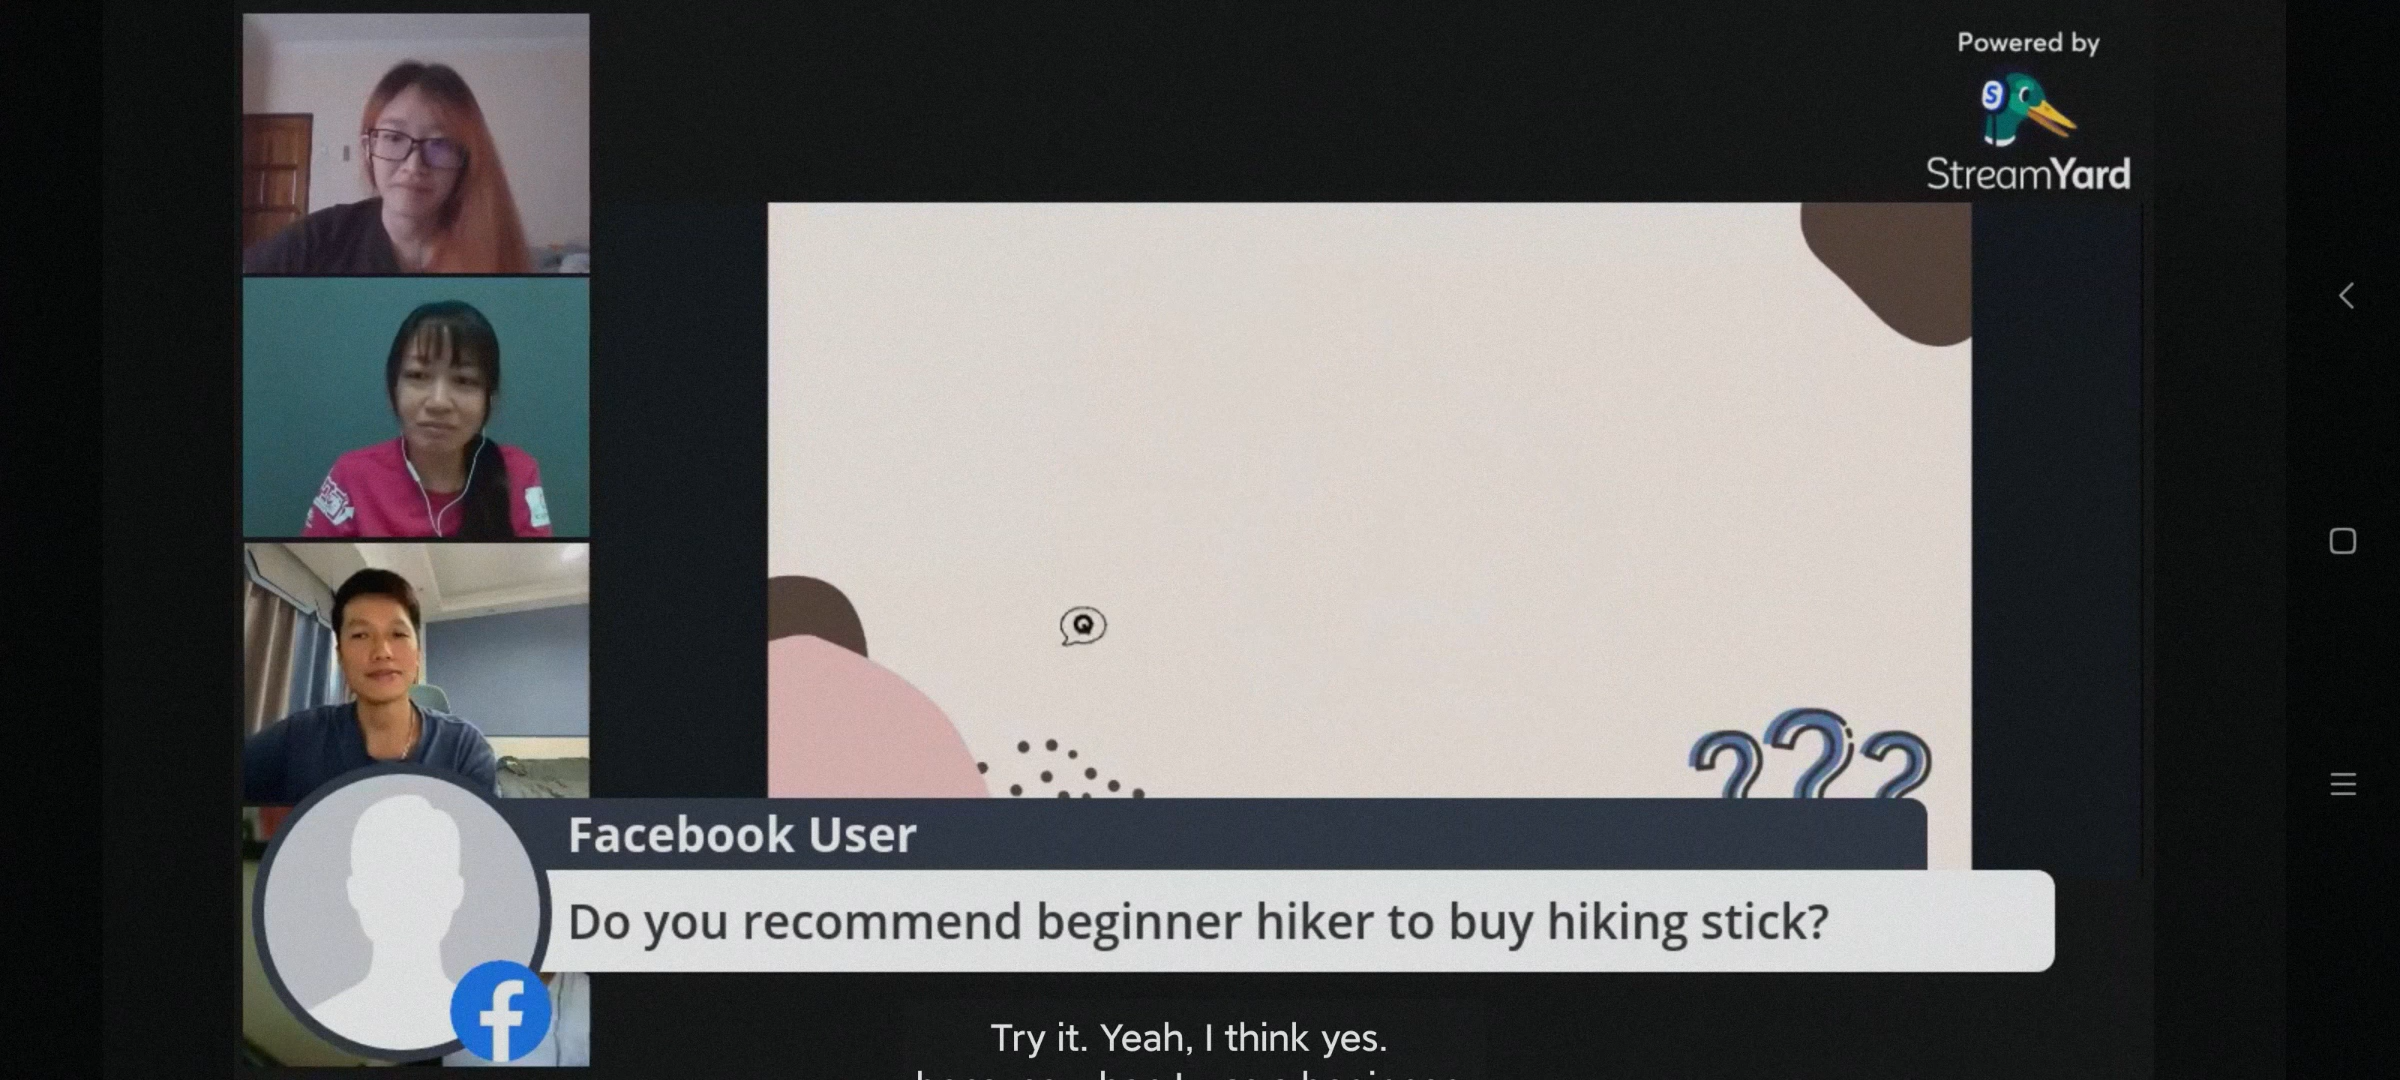 Powered by
StreamYard
Q
???
Facebook User
Do you recommend beginner hiker to buy hiking stick?
Try it. Yeah, I think yes.